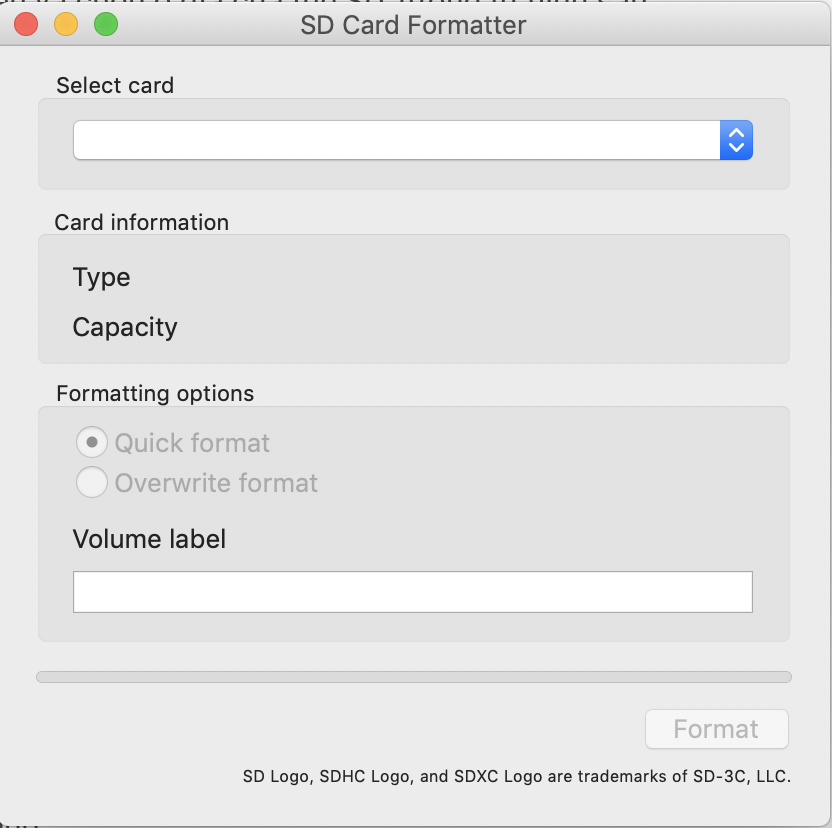 SD Card Formatter
Select card
Card information
Type
Capacity
Formatting options
Quick format
Overwrite format
Volume label
Format
SD Logo, SDHC Logo, and SDXC Logo are trademarks of SD-3C, LLC.